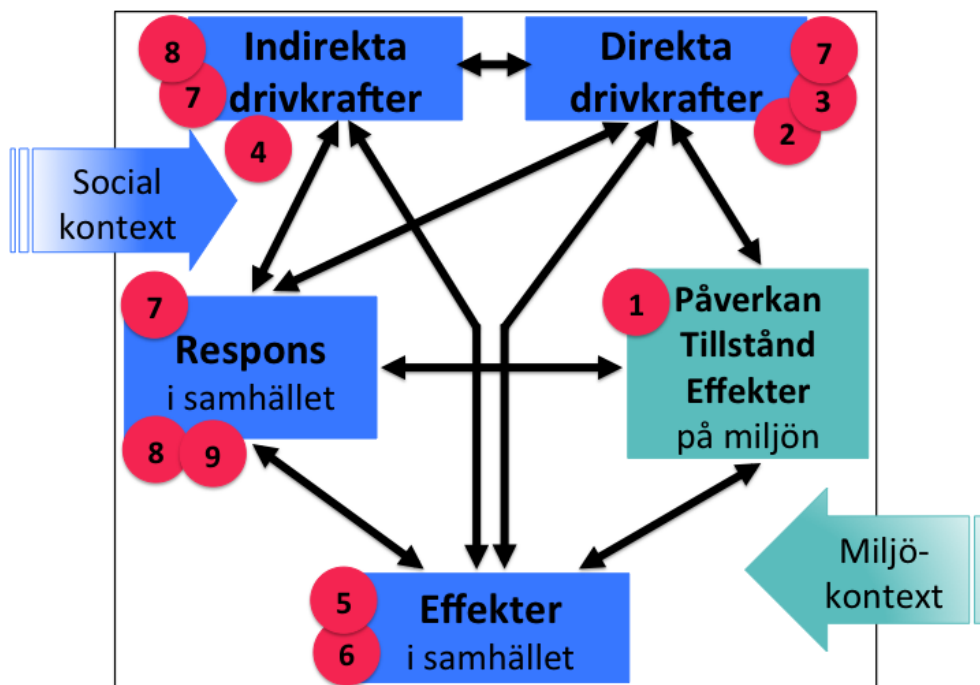 8
Indirekta
drivkrafter
7
4
Direkta
drivkrafter
7
3
2
Social
kontext
7
Respons
i samhället
8
9
1
Påverkan
Tillstånd
Effekter
på miljön
Miljö-
kontext
5
6
Effekter
i samhället